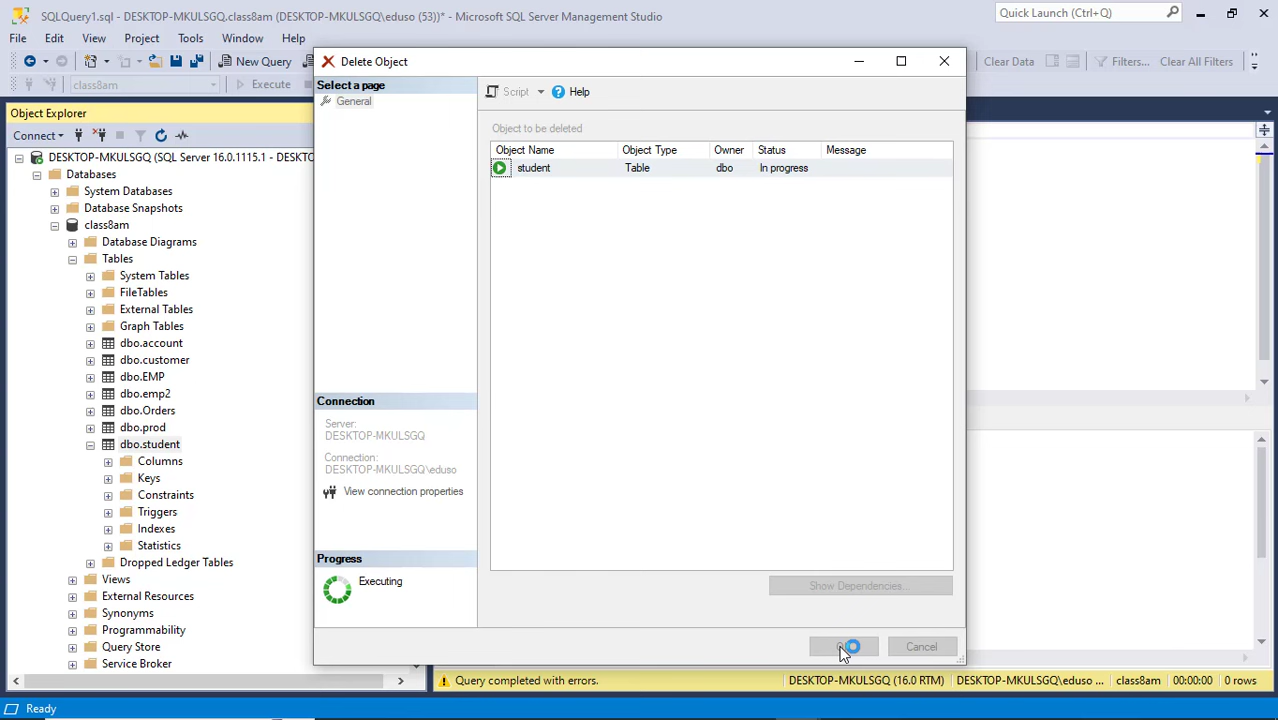 SQLQuery1.sql - DESKTOP-MKULSGQ.class8am (DESKTOP-MKULSGQ\eduso (53))* - Microsoft SQL Server Management Studio
Quick Launch (Ctrl+Q)
File Edit View Project Tools Window Help
New Query
Clear Data Filters... Clear All Filters
class8am Execute
Delete Object
Select a page
General
Script Help
Object to be deleted
Object Name Object Type Owner Status Message
student Table dbo In progress
Connection
Server:
DESKTOP-MKULSGQ
Connection:
DESKTOP-MKULSGQ\eduso
View connection properties
Progress
Executing
Show Dependencies...
Cancel
Object Explorer
Connect
DESKTOP-MKULSGQ (SQL Server 16.0.1115.1 - DESKTO
Databases
System Databases
Database Snapshots
class8am
Database Diagrams
Tables
System Tables
FileTables
External Tables
Graph Tables
dbo.account
dbo.customer
dbo.EMP
dbo.emp2
dbo.Orders
dbo.prod
dbo.student
Columns
Keys
Constraints
Triggers
Indexes
Statistics
Dropped Ledger Tables
Views
External Resources
Synonyms
Programmability
Query Store
Service Broker
Query completed with errors.
DESKTOP-MKULSGQ (16.0 RTM) DESKTOP-MKULSGQ\eduso ... class8am 00:00:00 0 rows
Ready